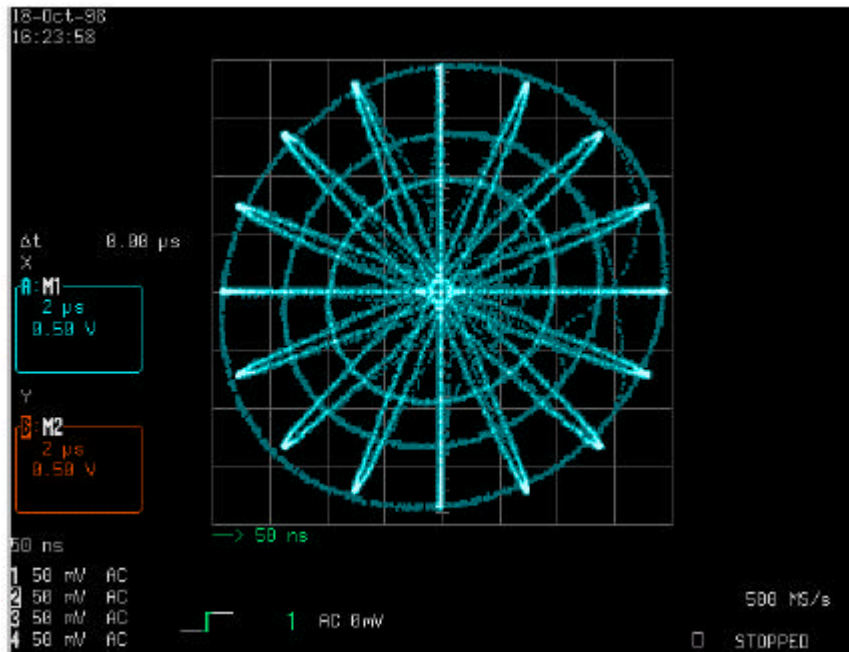 18-Oct-98
16:23:58
Δt 0.00 µs
X
A:M1
2 µs
0.50 V
Y
B:M2
2 µs
0.50 V
—> 50 ns
50 ns
1 50 mV AC
2 50 mV AC
3 50 mV AC
4 50 mV AC
1 AC 0mV
500 MS/s
STOPPED